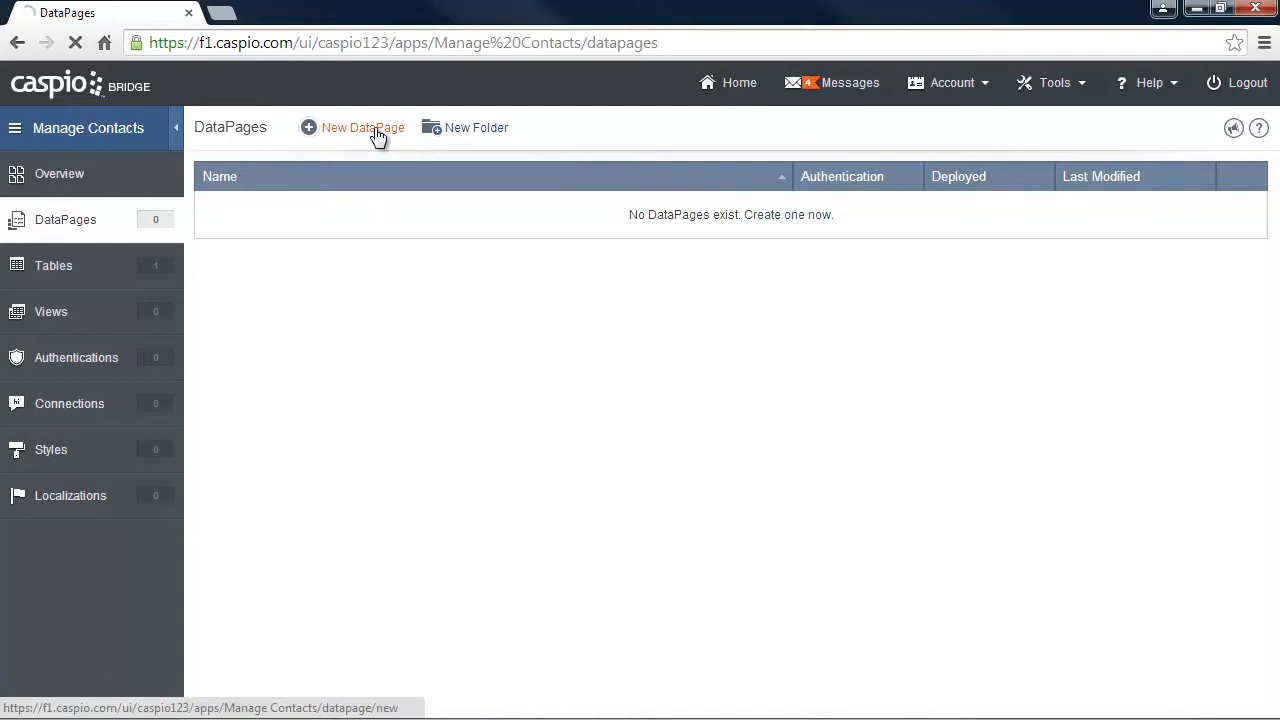 DataPages
https://f1.caspio.com/ui/caspio123/apps/Manage%20Contacts/datapages
caspio BRIDGE
Home
4 Messages
Account
Tools
? Help
Logout
Manage Contacts
DataPages
New DataPage
New Folder
?
Overview
DataPages 0
Tables 1
Views 0
Authentications 0
hi Connections 0
Styles 0
Localizations 0
Name Authentication Deployed Last Modified
No DataPages exist. Create one now.
https://f1.caspio.com/ui/caspio123/apps/Manage Contacts/datapage/new